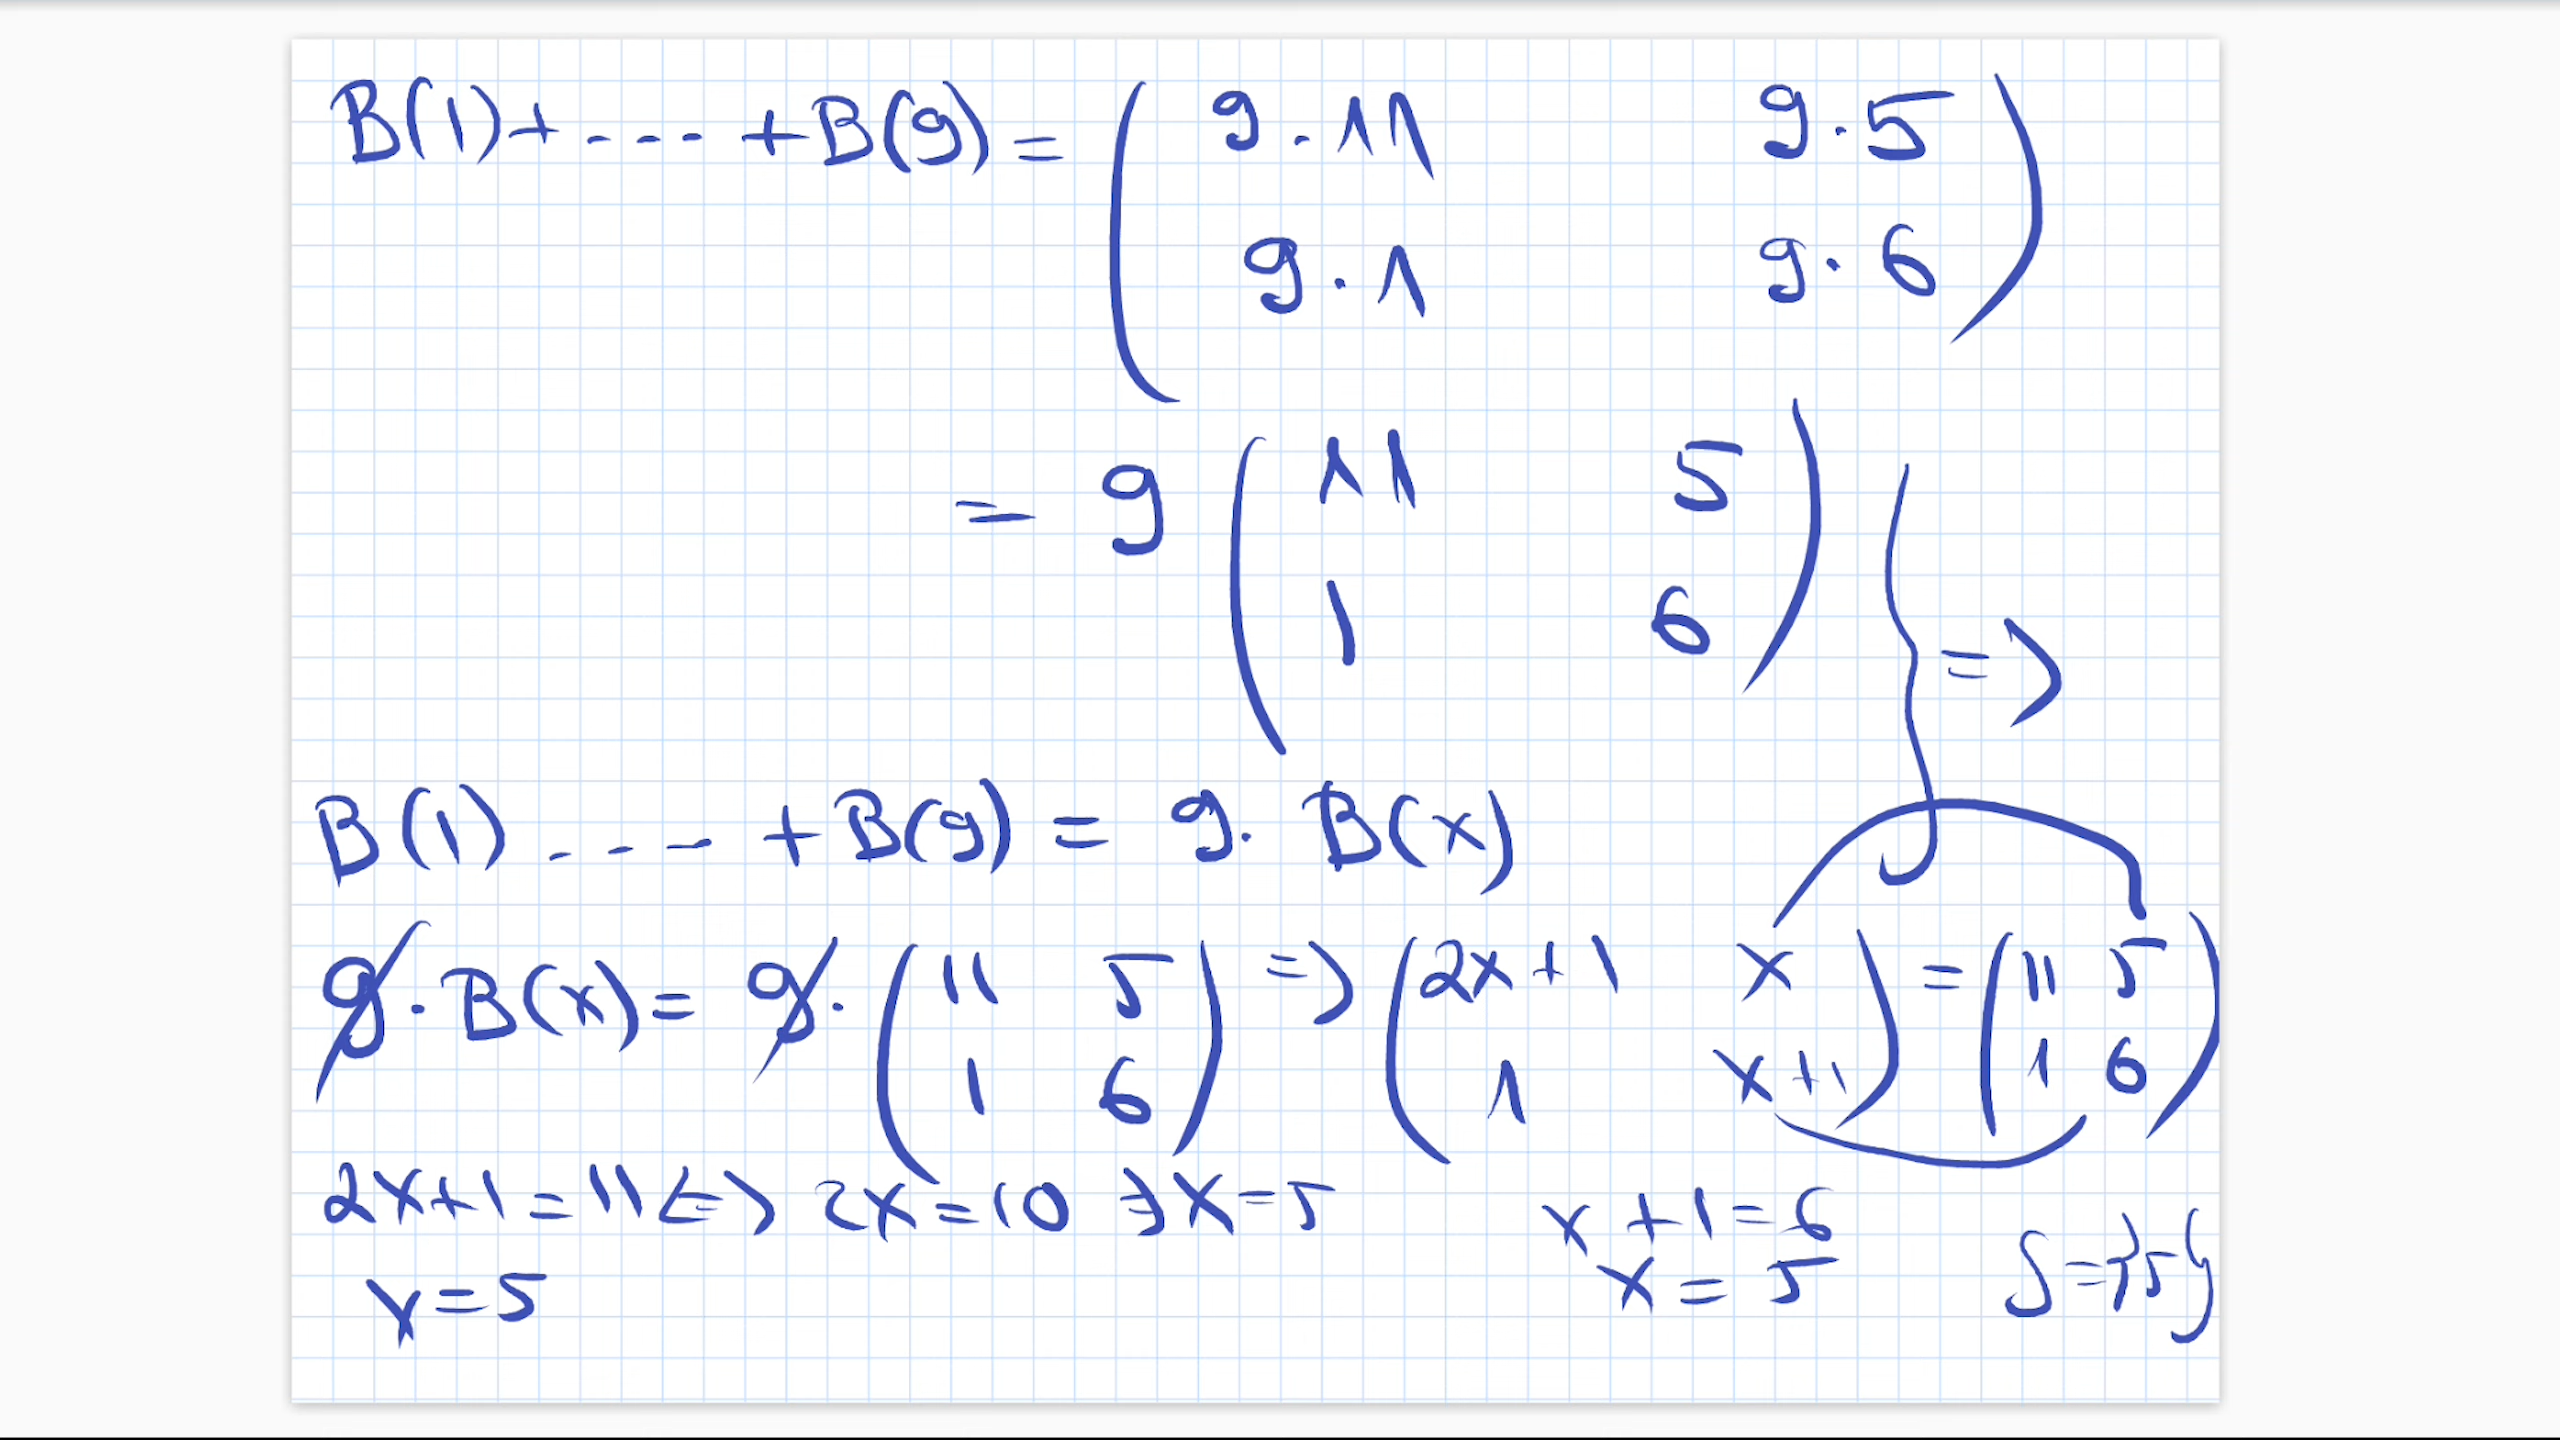 B(1)+ ---- +B(9) = ( 9·11 9·5
9·1 9·6 )
= 9 ( 11 5
1 6 ) } =>
B(1) ---- +B(9) = 9· B(x)
9· B(x) = 9· ( 11 5 => ( 2x+1 x = ( 11 5
1 6 ) 1 x+1 ) 1 6 )
2x+1=11 <=> 2x=10 => x=5 x+1=6
x=5 x=5 S={5}